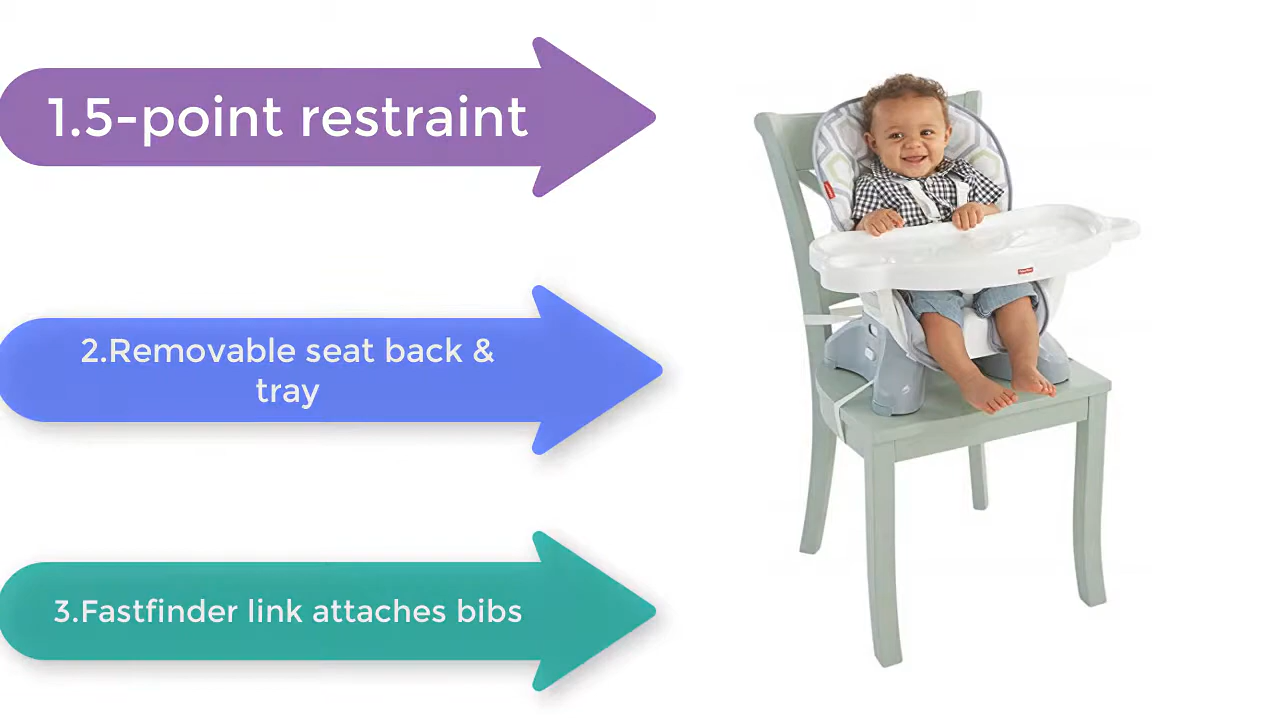 1.5-point restraint
2.Removable seat back &
tray
3.Fastfinder link attaches bibs